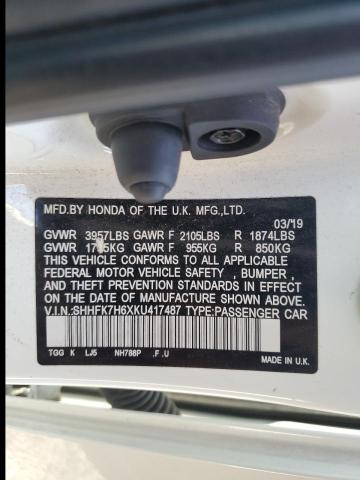 MFD.BY HONDA OF THE U.K. MFG.,LTD.
03/19
GVWR 3957LBS GAWR F 2105LBS R 1874LBS
GVWR 1795KG GAWR F 955KG R 850KG
THIS VEHICLE CONFORMS TO ALL APPLICABLE
FEDERAL MOTOR VEHICLE SAFETY , BUMPER ,
AND THEFT PREVENTION STANDARDS IN EFFECT
ON THE DATE OF MANUFACTURE SHOWN ABOVE.
V.I.N.:SHHFK7H6XKU417487 TYPE:PASSENGER CAR
TGG K LJ5 NH788P .F .U
MADE IN U.K.